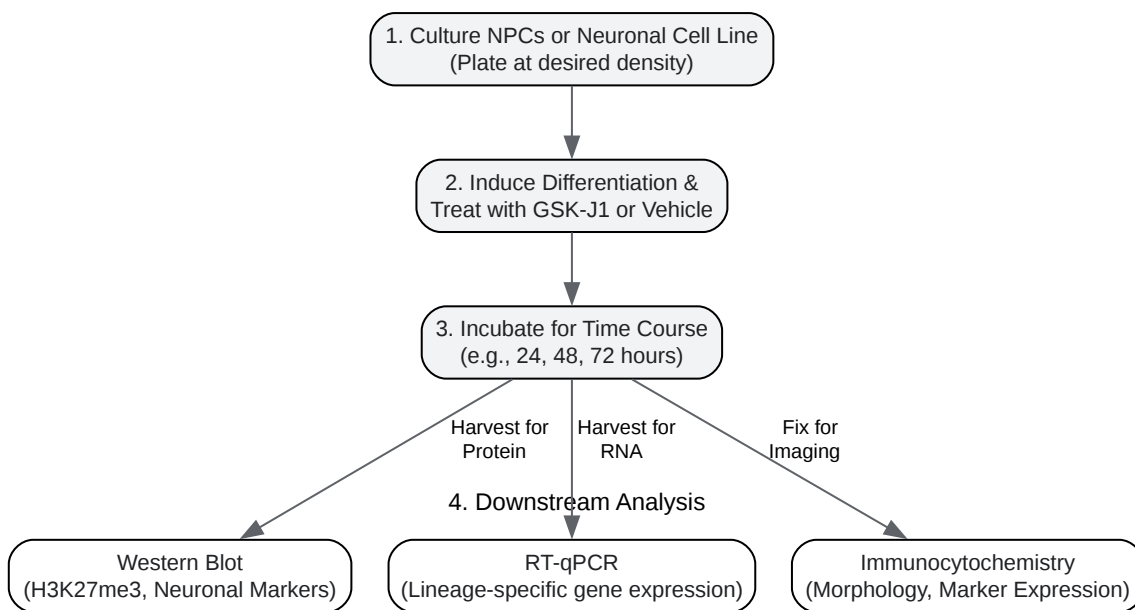 1. Culture NPCs or Neuronal Cell Line
(Plate at desired density)
2. Induce Differentiation &
Treat with GSK-J1 or Vehicle
3. Incubate for Time Course
(e.g., 24, 48, 72 hours)
Harvest for
Protein
Harvest for
RNA
Fix for
Imaging
4. Downstream Analysis
Western Blot
(H3K27me3, Neuronal Markers)
RT-qPCR
(Lineage-specific gene expression)
Immunocytochemistry
(Morphology, Marker Expression)